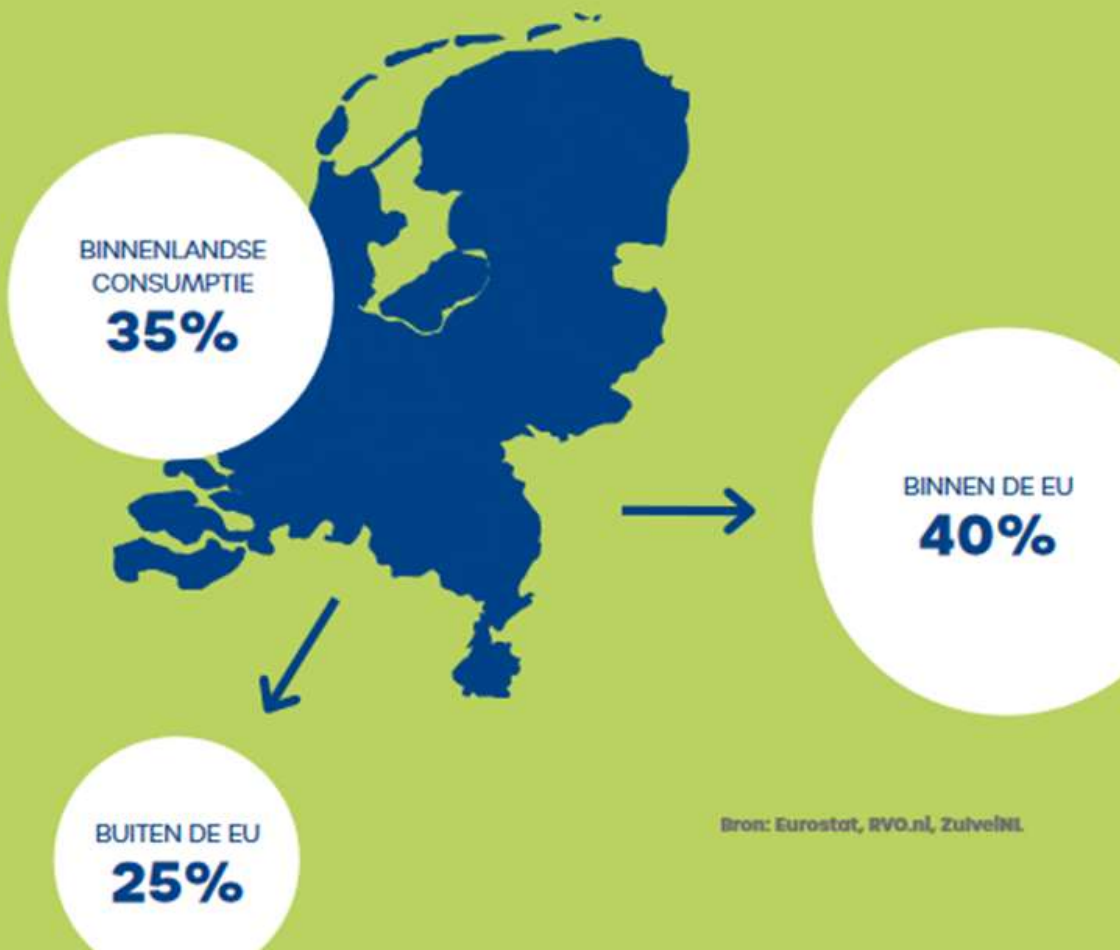 BINNENLANDSE
CONSUMPTIE
35%
BINNEN DE EU
40%
BUITEN DE EU
25%
Bron: Eurostat, RVO.nl, ZuivelNL